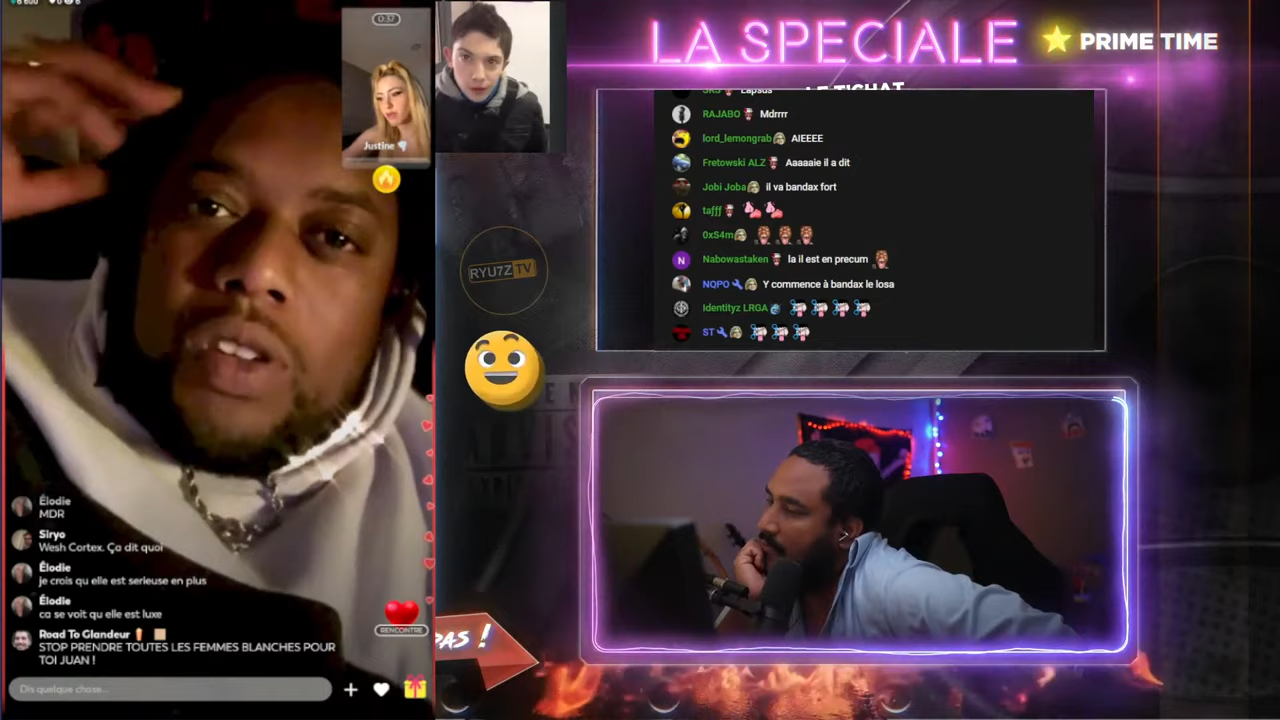 0:37
Justine
Élodie
MDR
Siryo
Wesh Cortex. Ça dit quoi
Élodie
je crois qu elle est serieuse en plus
Élodie
ca se voit qu elle est luxe
Road To Glandeur
STOP PRENDRE TOUTES LES FEMMES BLANCHES POUR
TOI JUAN !
RENCONTRE
Dis quelque chose...
LA SPECIALE
PRIME TIME
RAJABO Mdrrrr
lord_lemongrab AIEEEE
Fretowski ALZ Aaaaaie il a dit
Jobi Joba il va bandax fort
tafff
0xS4m
N Nabowastaken la il est en precum
NQPO Y commence à bandax le losa
Identityz LRGA
ST
RYU7Z TV
PAS !